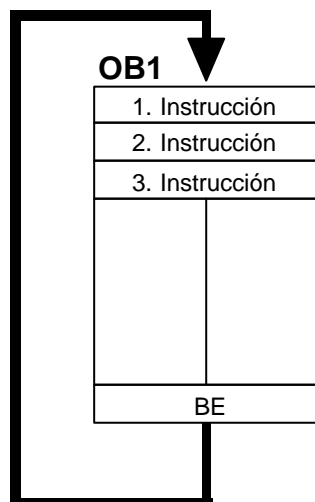 OB1
1. Instrucción
2. Instrucción
3. Instrucción
BE